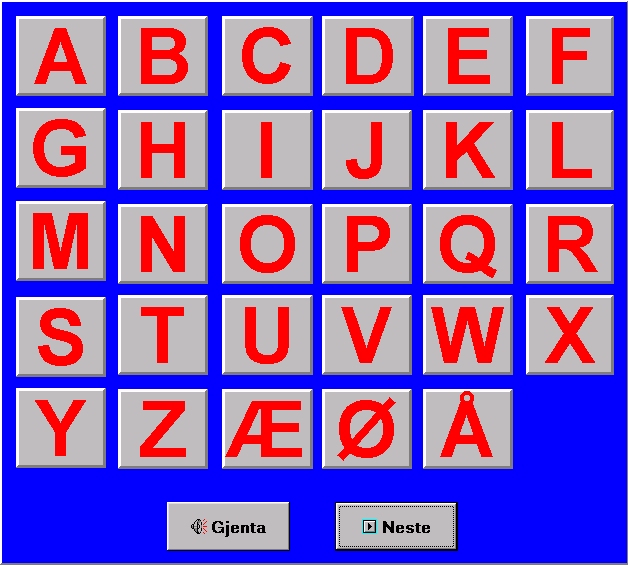 A B C D E F
G H I J K L
M N O P Q R
S T U V W X
Y Z Æ Ø Å
Gjenta Neste